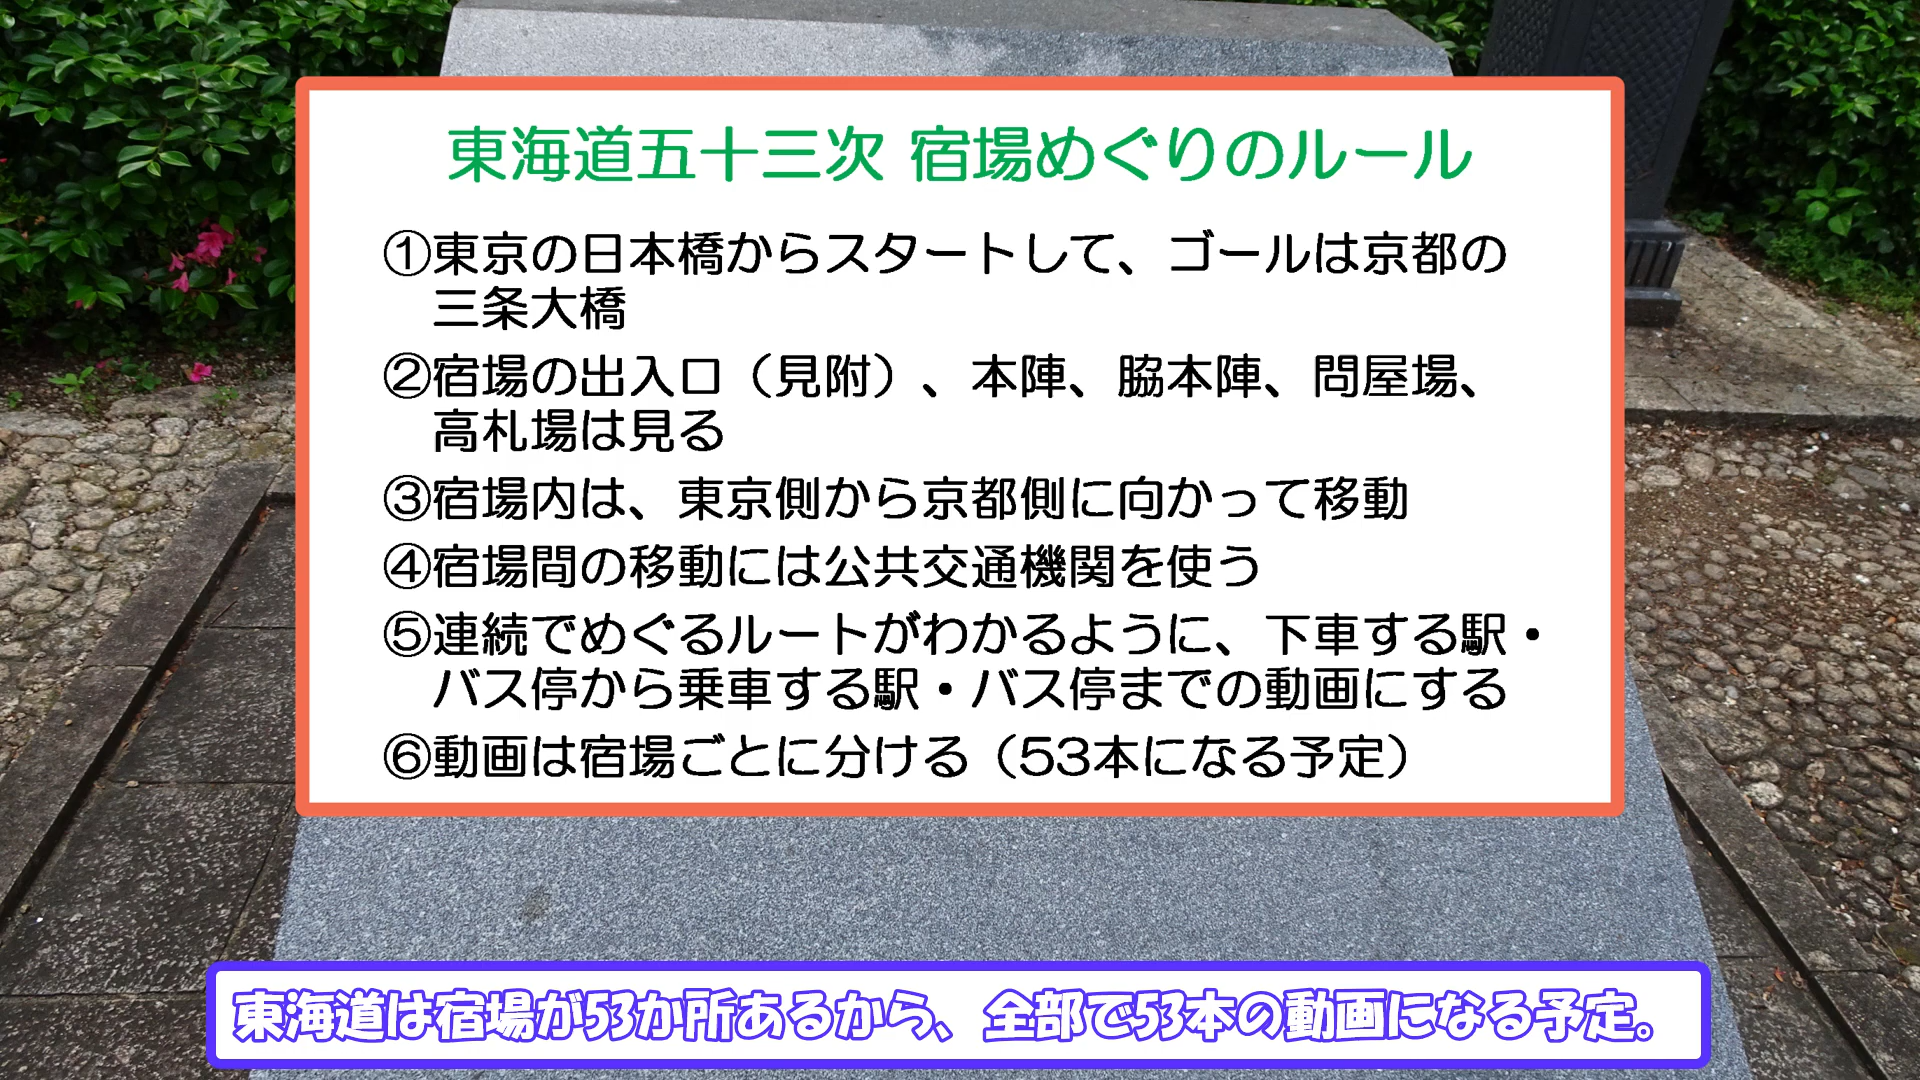 東海道五十三次 宿場めぐりのルール
①東京の日本橋からスタートして、ゴールは京都の
三条大橋
②宿場の出入口（見附）、本陣、脇本陣、問屋場、
高札場は見る
③宿場内は、東京側から京都側に向かって移動
④宿場間の移動には公共交通機関を使う
⑤連続でめぐるルートがわかるように、下車する駅・
バス停から乗車する駅・バス停までの動画にする
⑥動画は宿場ごとに分ける（53本になる予定）
東海道は宿場が53か所あるから、全部で53本の動画になる予定。